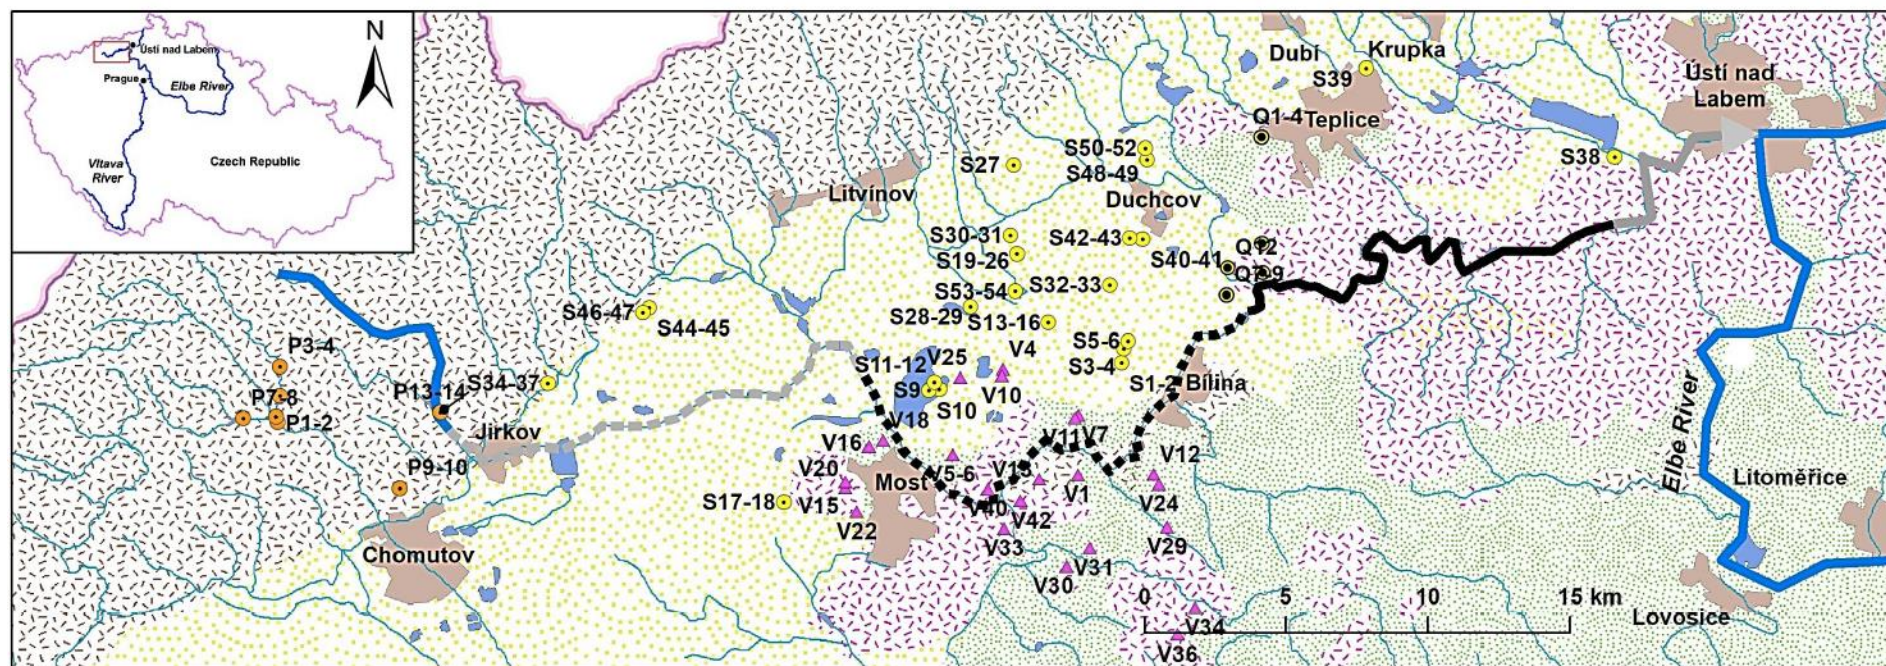 N
Ústí nad Labem
Prague
Elbe River
Vltava
River
Czech Republic
Dubí
Krupka
S39
Ústí nad
Labem
Q1-4
Teplice
S50-52
S27
S48-49
S38
Litvínov
Duchcov
S30-31
S42-43
Q12
S19-26
S40-41
S53-54
S32-33
S46-47
S44-45
S28-29
S13-16
P3-4
S5-6
S11-12
V25
V4
S3-4
S34-37
P7-8
P13-14
S9
S10
V10
S1-2
Bílina
P1-2
V18
Jirkov
V16
V11
V7
Elbe River
P9-10
V20
Most
V5-6
V12
Litoměřice
S17-18
V15
V1
V24
V40
V42
V22
V33
V29
Chomutov
V31
V30
0
5
10
15 km
Lovosice
V34
V36